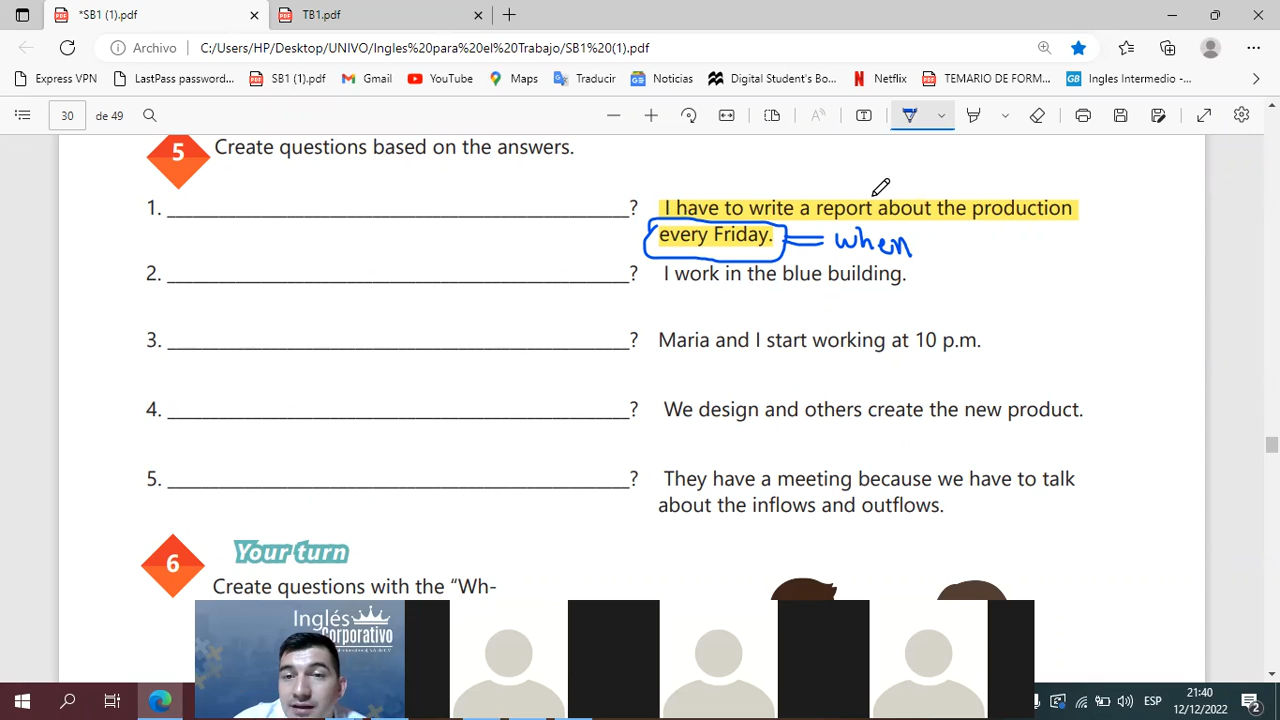 *SB1 (1).pdf
TB1.pdf
Archivo
C:/Users/HP/Desktop/UNIVO/Ingles%20para%20el%20Trabajo/SB1%20(1).pdf
Express VPN
LastPass password...
SB1 (1).pdf
Gmail
YouTube
Maps
Traducir
Noticias
Digital Student's Bo...
Netflix
TEMARIO DE FORM...
Ingles Intermedio -...
30 de 49
5 Create questions based on the answers.
1. ? I have to write a report about the production
every Friday. = when
2. ? I work in the blue building.
3. ? Maria and I start working at 10 p.m.
4. ? We design and others create the new product.
5. ? They have a meeting because we have to talk
about the inflows and outflows.
6 Your turn
Create questions with the “Wh-
Inglés
Corporativo
ESP
21:40
12/12/2022
2